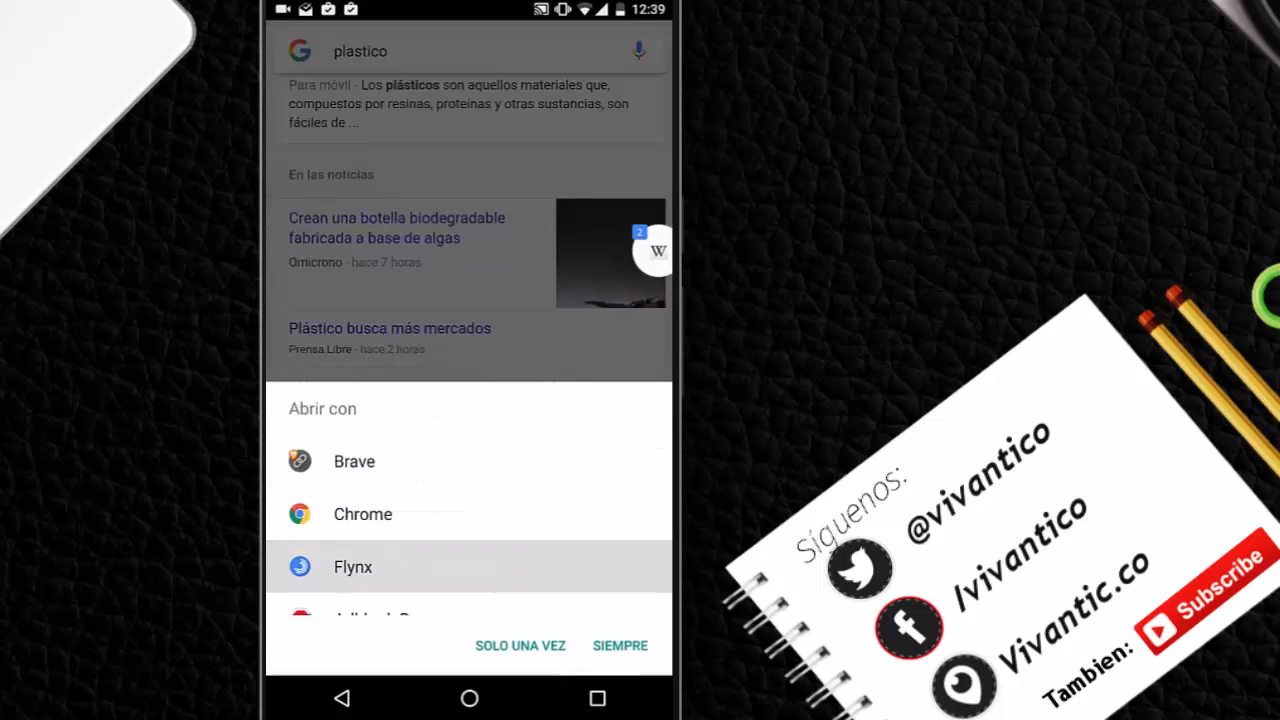 12:39
plastico
Para móvil - Los plásticos son aquellos materiales que,
compuestos por resinas, proteinas y otras sustancias, son
fáciles de ...
En las noticias
Crean una botella biodegradable
fabricada a base de algas
Omicrono - hace 7 horas
2
W
Plástico busca más mercados
Prensa Libre - hace 2 horas
Abrir con
Brave
Chrome
Flynx
SOLO UNA VEZ SIEMPRE
Síguenos:
@vivantico
/vivantico
Vivantic.co
Tambien: Subscribe